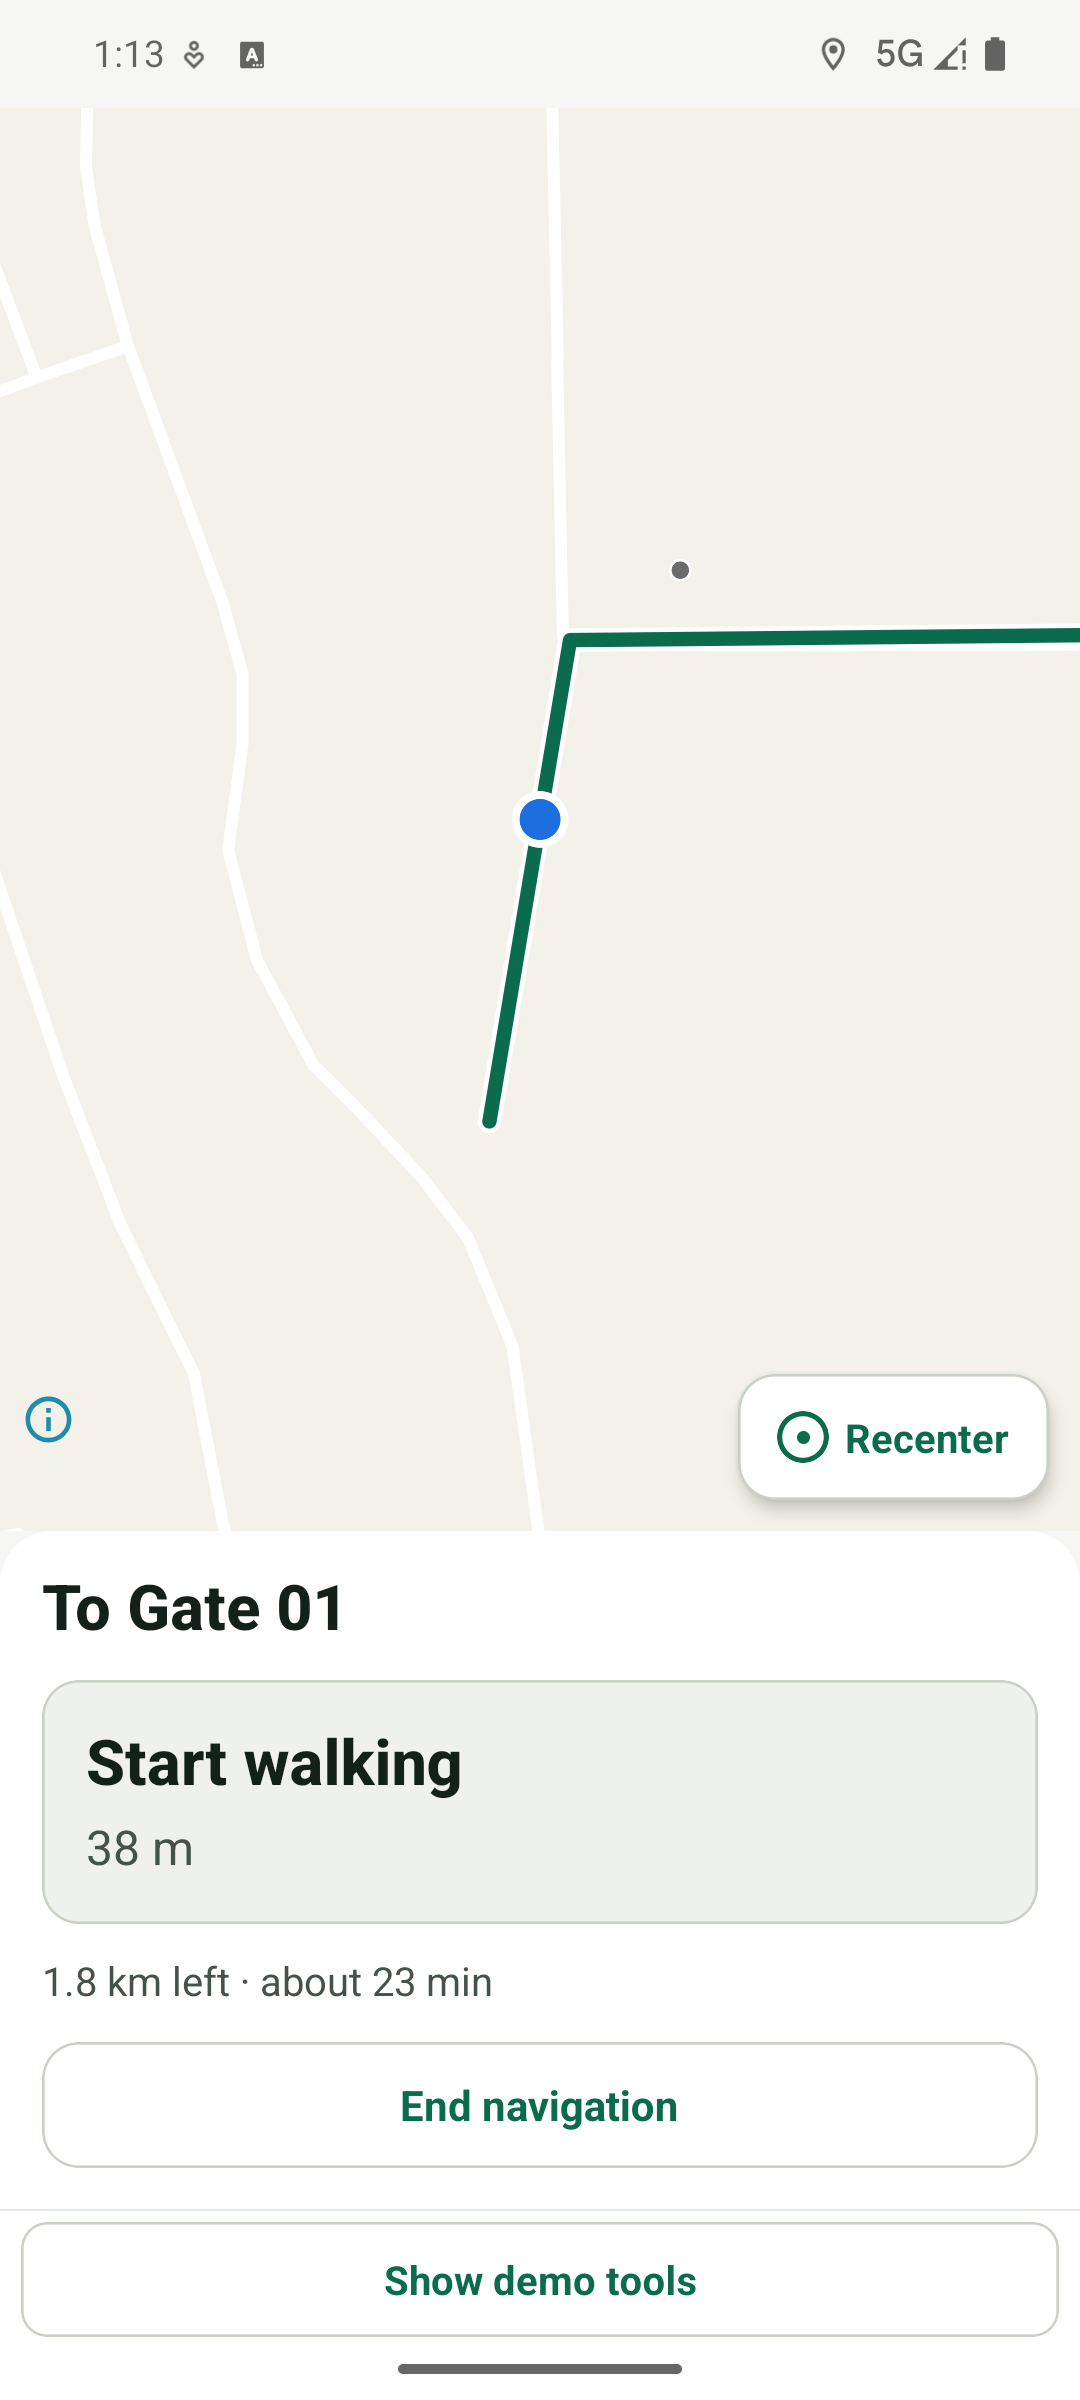 1:13
5G
Recenter
To Gate 01
Start walking
38 m
1.8 km left · about 23 min
End navigation
Show demo tools